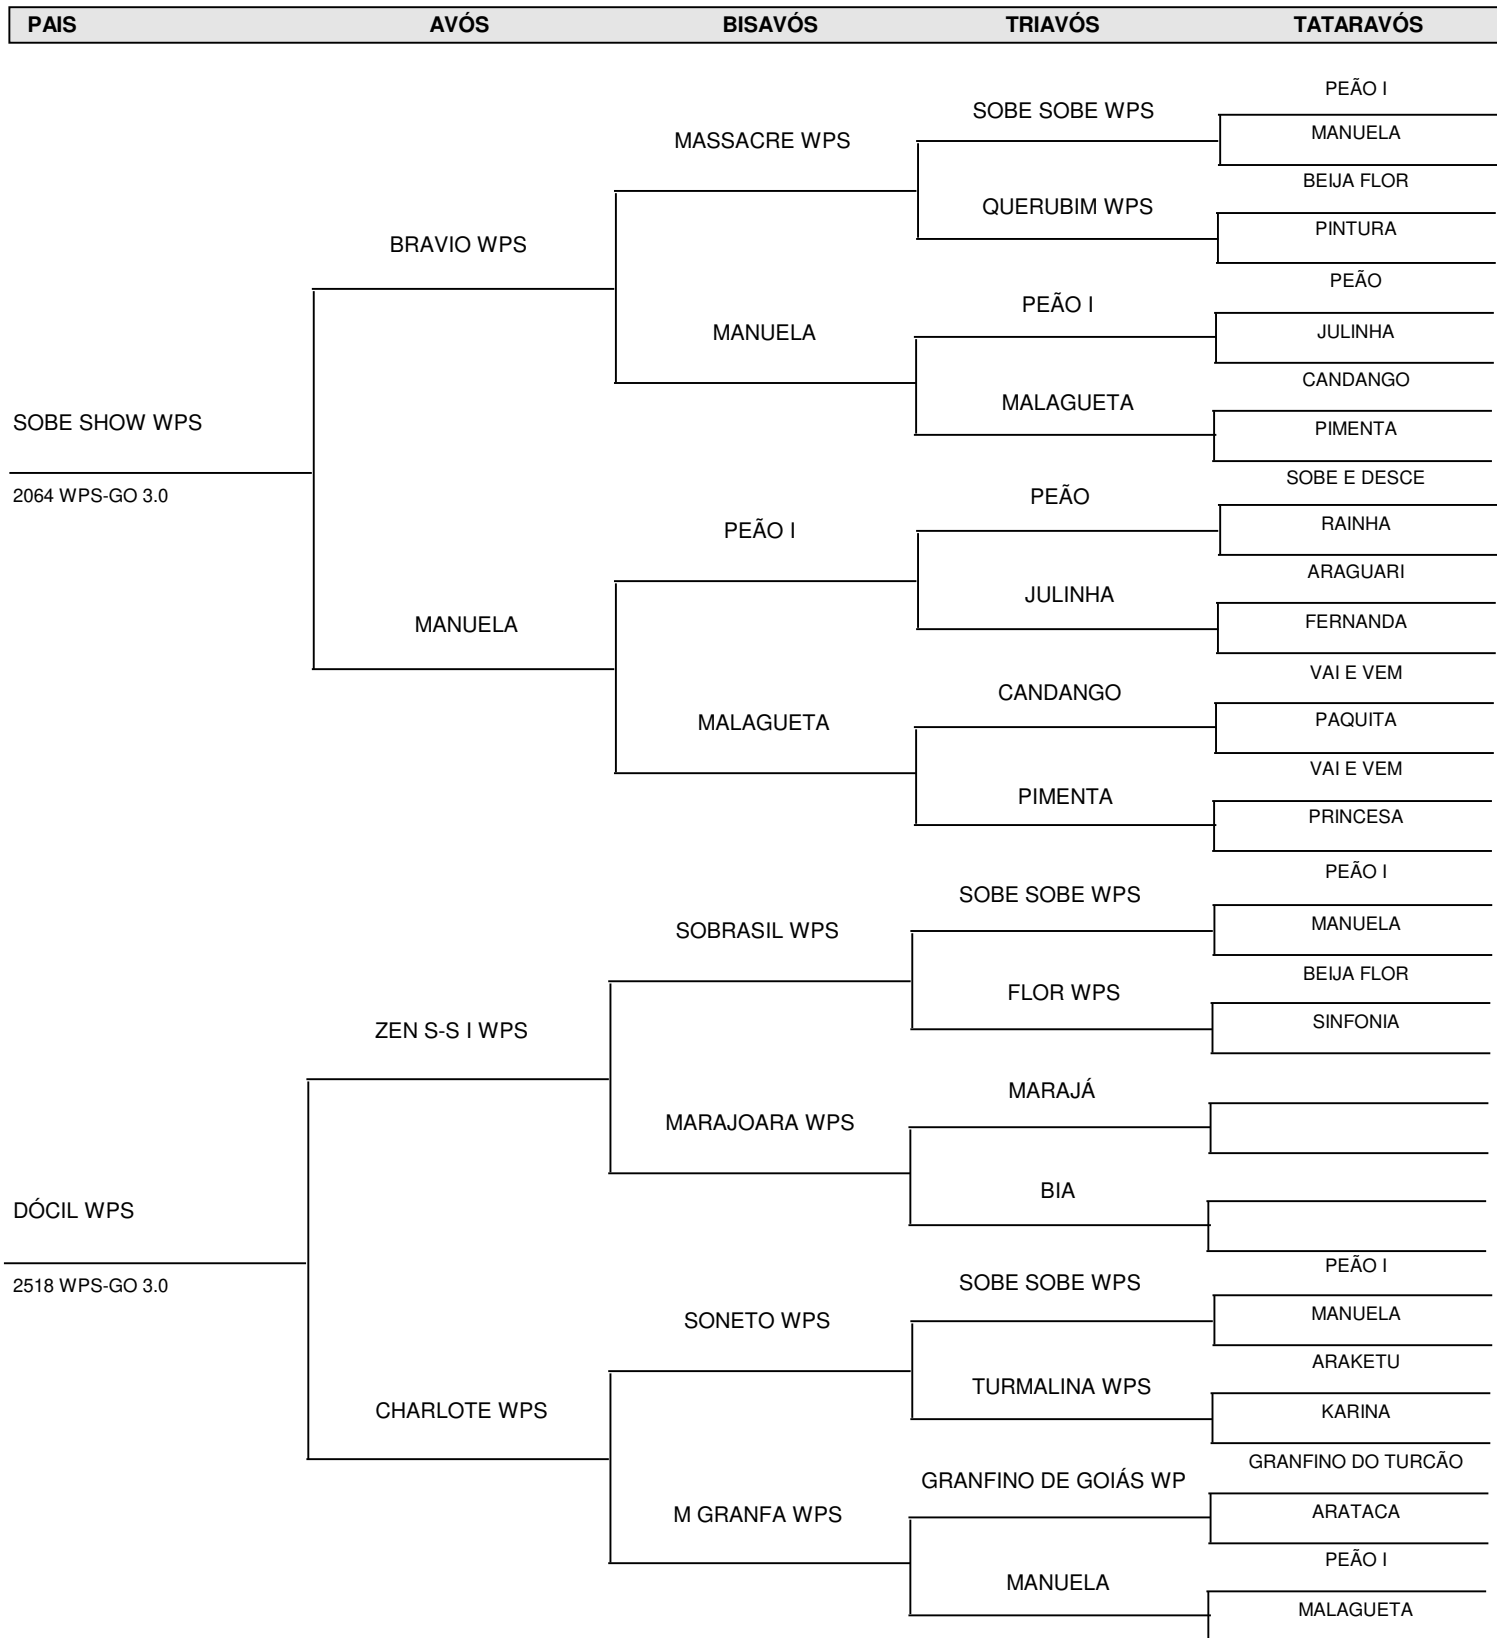 PAIS AVÓS BISAVÓS TRIAVÓS TATARAVÓS
PEÃO I
SOBE SOBE WPS
MANUELA
MASSACRE WPS
BEIJA FLOR
QUERUBIM WPS
PINTURA
BRAVIO WPS
PEÃO
PEÃO I
JULINHA
MANUELA
CANDANGO
MALAGUETA
SOBE SHOW WPS
PIMENTA
SOBE E DESCE
2064 WPS-GO 3.0
PEÃO
RAINHA
PEÃO I
ARAGUARI
JULINHA
FERNANDA
MANUELA
VAI E VEM
CANDANGO
PAQUITA
MALAGUETA
VAI E VEM
PIMENTA
PRINCESA
PEÃO I
SOBE SOBE WPS
MANUELA
SOBRASIL WPS
BEIJA FLOR
FLOR WPS
SINFONIA
ZEN S-S I WPS
MARAJÁ
MARAJOARA WPS
BIA
DÓCIL WPS
PEÃO I
2518 WPS-GO 3.0
SOBE SOBE WPS
MANUELA
SONETO WPS
ARAKETU
TURMALINA WPS
CHARLOTE WPS
KARINA
GRANFINO DO TURCÃO
GRANFINO DE GOIÁS WP
ARATACA
M GRANFA WPS
PEÃO I
MANUELA
MALAGUETA